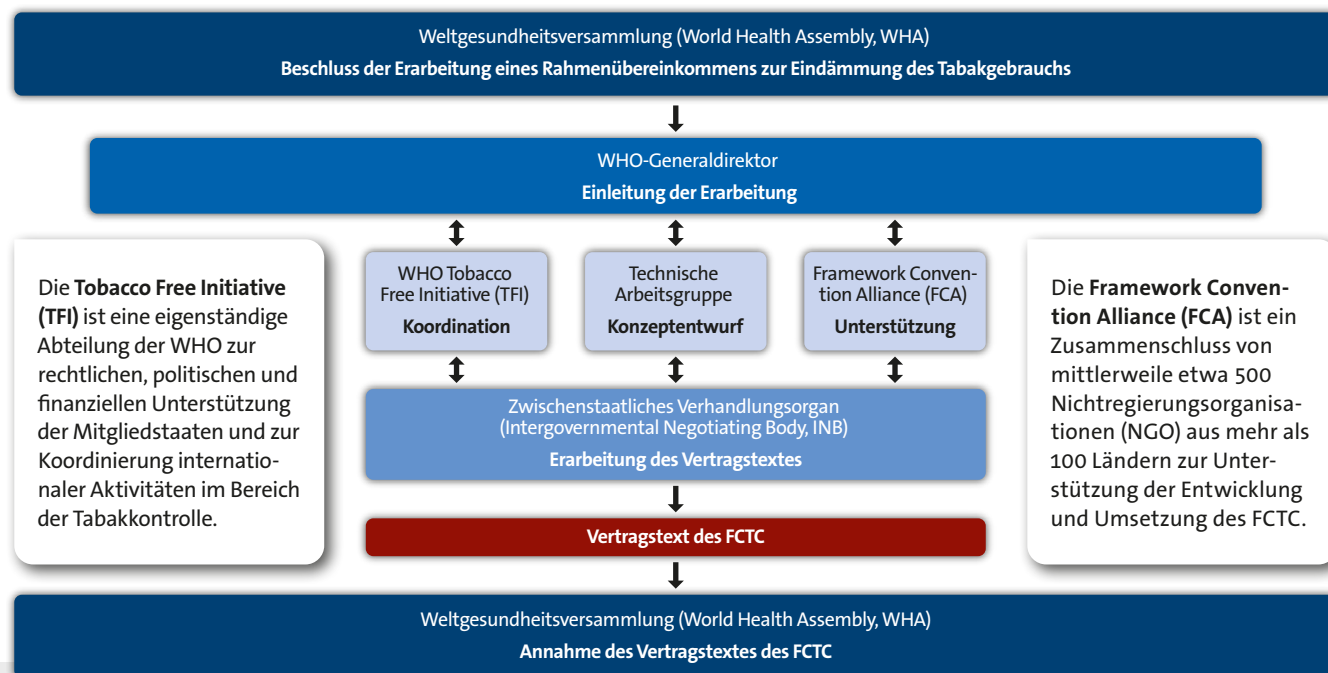 Weltgesundheitsversammlung (World Health Assembly, WHA)
Beschluss der Erarbeitung eines Rahmenübereinkommens zur Eindämmung des Tabakgebrauchs
WHO-Generaldirektor
Einleitung der Erarbeitung
Die Tobacco Free Initiative
(TFI) ist eine eigenständige
Abteilung der WHO zur
rechtlichen, politischen und
finanziellen Unterstützung
der Mitgliedstaaten und zur
Koordinierung internatio-
naler Aktivitäten im Bereich
der Tabakkontrolle.
WHO Tobacco
Free Initiative (TFI)
Koordination
Technische
Arbeitsgruppe
Konzeptentwurf
Framework Conven-
tion Alliance (FCA)
Unterstützung
Die Framework Conven-
tion Alliance (FCA) ist ein
Zusammenschluss von
mittlerweile etwa 500
Nichtregierungsorganisa-
tionen (NGO) aus mehr als
100 Ländern zur Unter-
stützung der Entwicklung
und Umsetzung des FCTC.
Zwischenstaatliches Verhandlungsorgan
(Intergovernmental Negotiating Body, INB)
Erarbeitung des Vertragstextes
Vertragstext des FCTC
Weltgesundheitsversammlung (World Health Assembly, WHA)
Annahme des Vertragstextes des FCTC